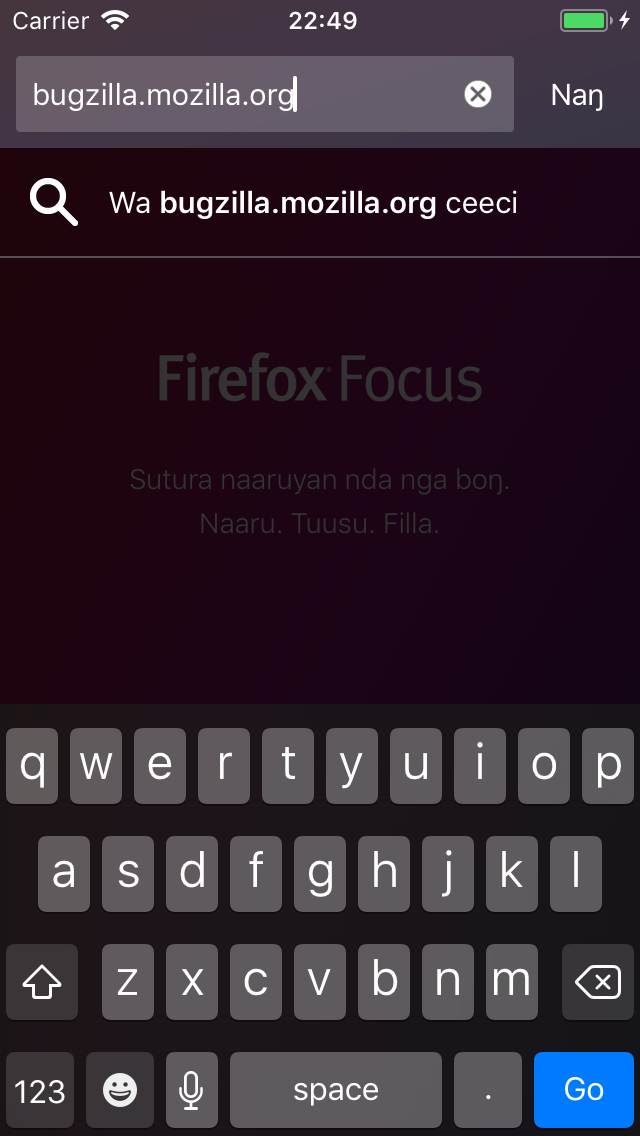 Carrier 22:49
bugzilla.mozilla.org Naŋ
Wa bugzilla.mozilla.org ceeci
Firefox Focus
Sutura naaruyan nda nga boŋ.
Naaru. Tuusu. Filla.
q w e r t y u i o p
a s d f g h j k l
z x c v b n m
123 space . Go